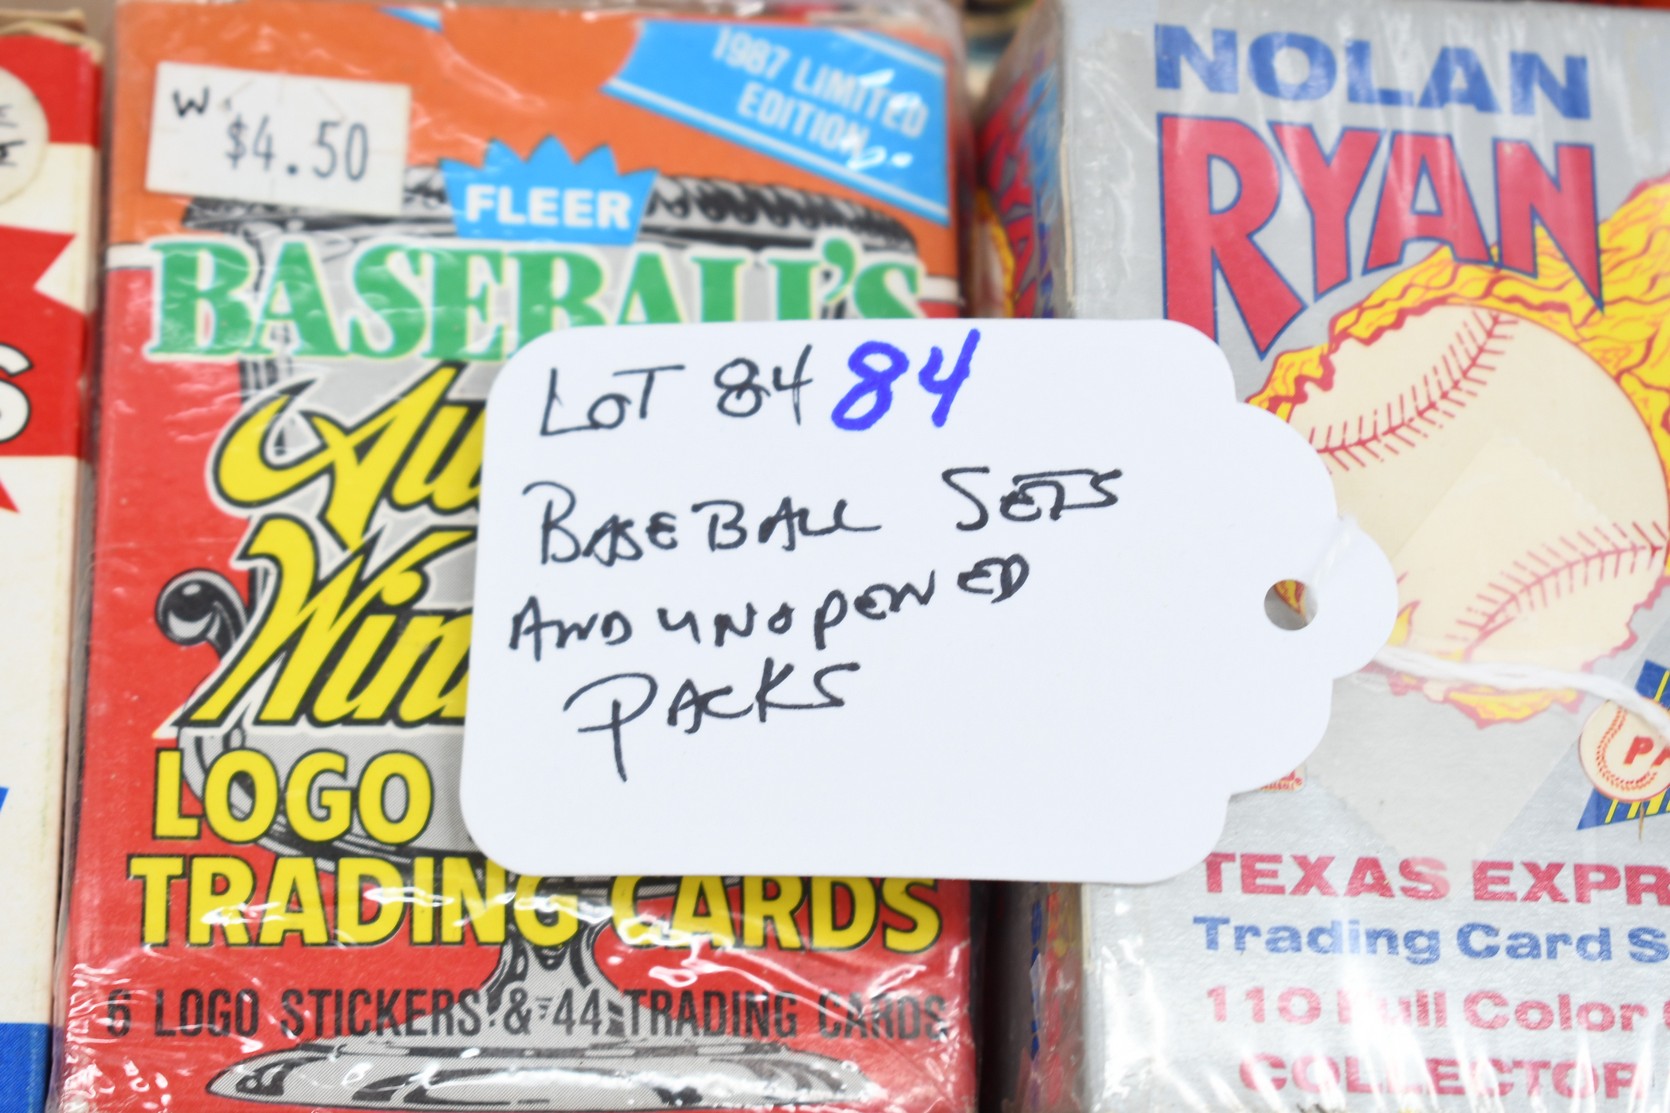 W
$4.50
1987 LIMITED
EDITION
FLEER
BASEBALL'S
LOGO
TRADING CARDS
6 LOGO STICKERS & 44 TRADING CARDS
LOT 84 84
BASEBALL SETS
AND UNOPENED
PACKS
NOLAN
RYAN
TEXAS EXPR
Trading Card S
110 Full Color
COLLECTOR